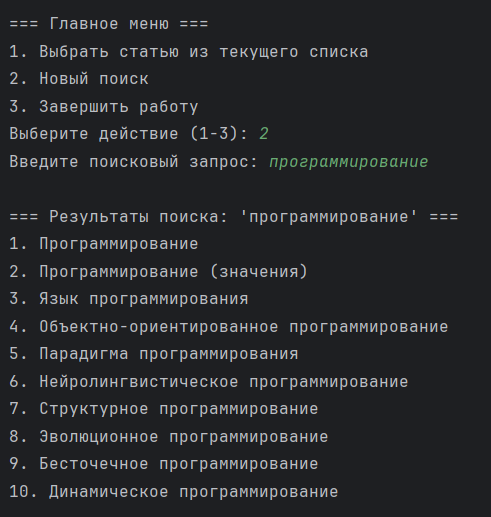 === Главное меню ===
1. Выбрать статью из текущего списка
2. Новый поиск
3. Завершить работу
Выберите действие (1-3): 2
Введите поисковый запрос: программирование
=== Результаты поиска: 'программирование' ===
1. Программирование
2. Программирование (значения)
3. Язык программирования
4. Объектно-ориентированное программирование
5. Парадигма программирования
6. Нейролингвистическое программирование
7. Структурное программирование
8. Эволюционное программирование
9. Бесточечное программирование
10. Динамическое программирование